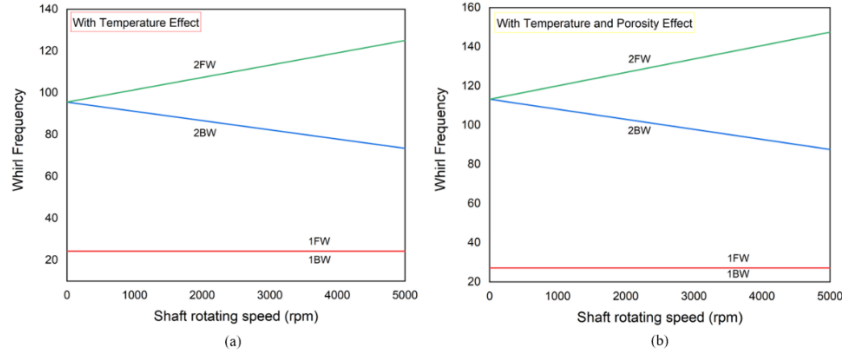 With Temperature Effect
140
120
100
80
60
40
20
Whirl Frequency
2FW
2BW
1FW
1BW
0
1000
2000
3000
4000
5000
Shaft rotating speed (rpm)
(a)
With Temperature and Porosity Effect
160
140
120
100
80
60
40
20
Whirl Frequency
2FW
2BW
1FW
1BW
0
1000
2000
3000
4000
5000
Shaft rotating speed (rpm)
(b)